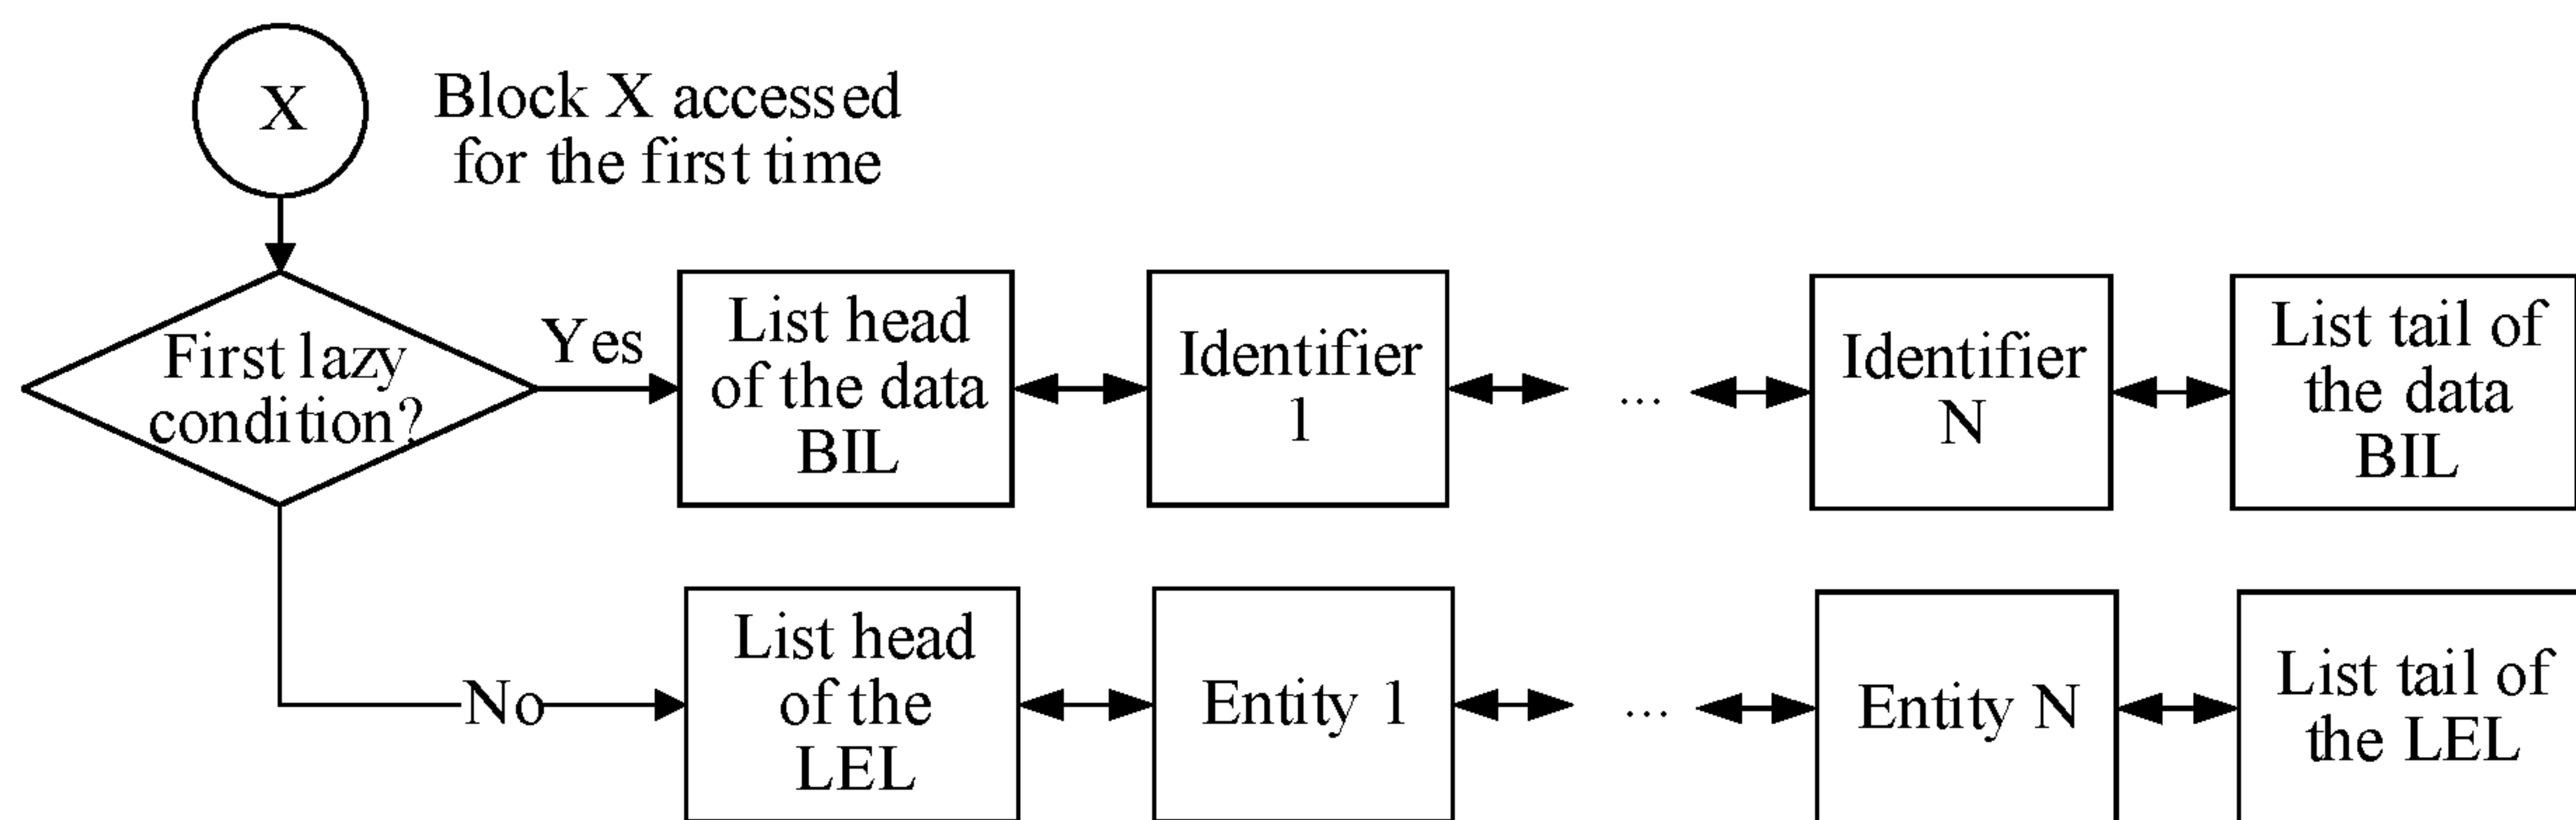 X
Block X accessed
for the first time
First lazy
condition?
Yes
List head
of the data
BIL
Identifier
1
...
Identifier
N
List tail of
the data
BIL
No
List head
of the
LEL
Entity 1
...
Entity N
List tail of
the LEL